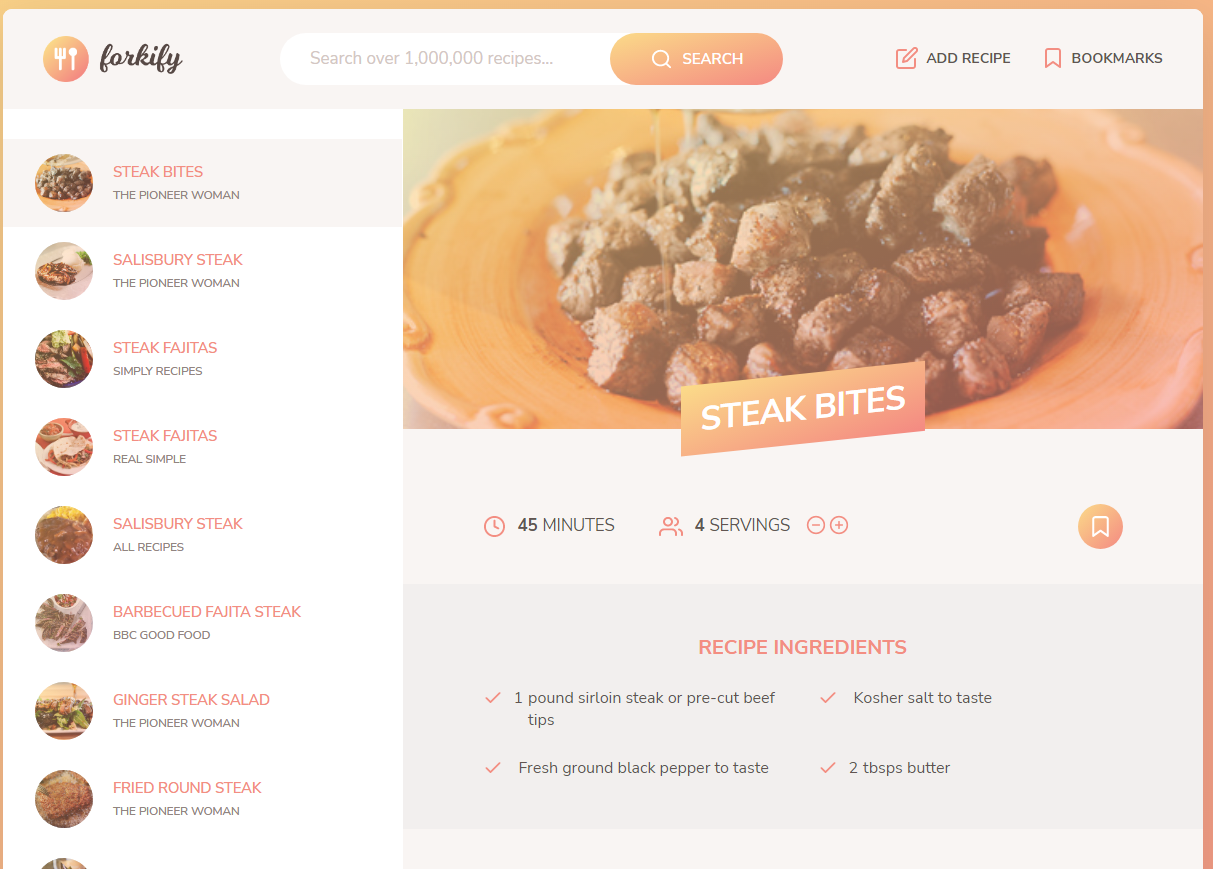 forkify
Search over 1,000,000 recipes...
SEARCH
ADD RECIPE
BOOKMARKS
STEAK BITES
THE PIONEER WOMAN
SALISBURY STEAK
THE PIONEER WOMAN
STEAK FAJITAS
SIMPLY RECIPES
STEAK FAJITAS
REAL SIMPLE
SALISBURY STEAK
ALL RECIPES
BARBECUED FAJITA STEAK
BBC GOOD FOOD
GINGER STEAK SALAD
THE PIONEER WOMAN
FRIED ROUND STEAK
THE PIONEER WOMAN
STEAK BITES
45 MINUTES
4 SERVINGS
RECIPE INGREDIENTS
1 pound sirloin steak or pre-cut beef
tips
Kosher salt to taste
Fresh ground black pepper to taste
2 tbsps butter